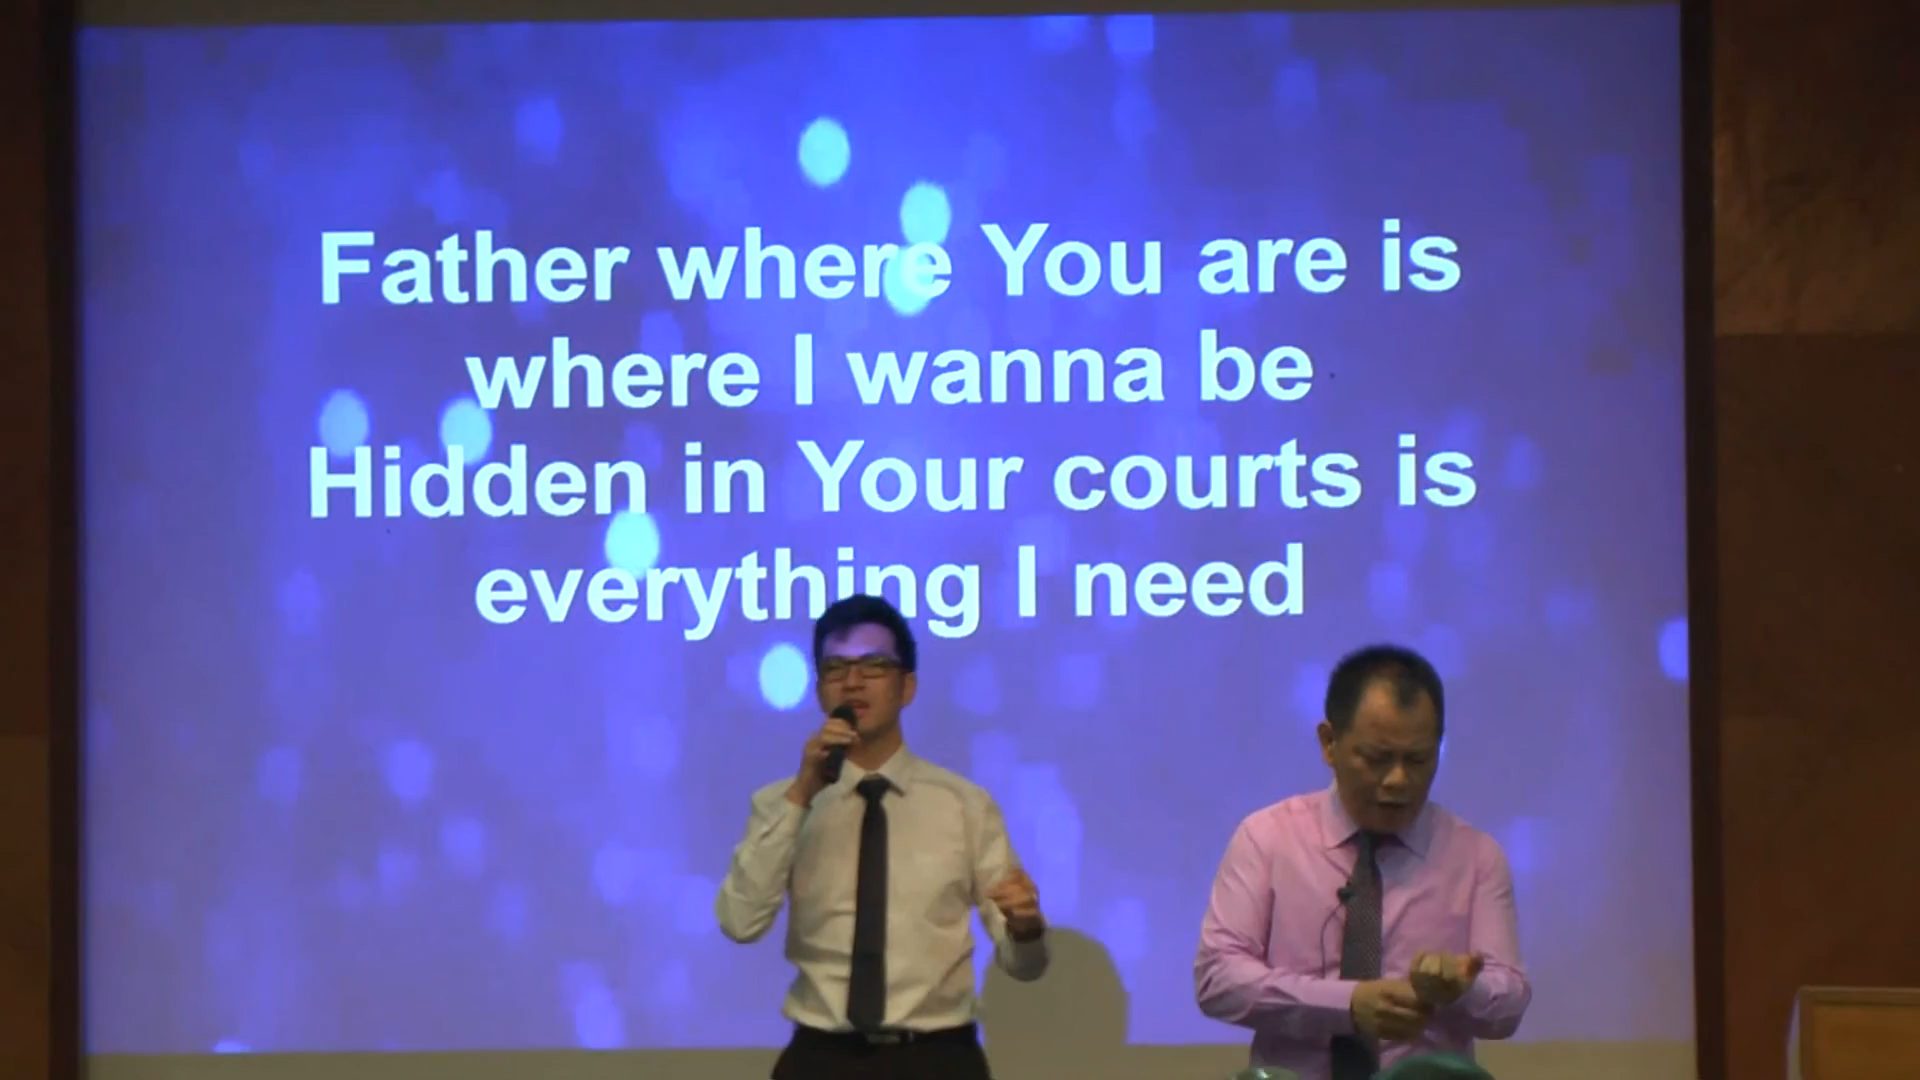 Father where You are is
where I wanna be
Hidden in Your courts is
everything I need